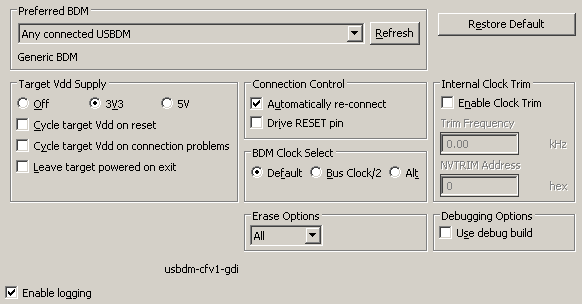 Preferred BDM
Any connected USBDM
Refresh
Restore Default
Generic BDM
Target Vdd Supply
Off 3V3 5V
Cycle target Vdd on reset
Cycle target Vdd on connection problems
Leave target powered on exit
Connection Control
Automatically re-connect
Drive RESET pin
BDM Clock Select
Default Bus Clock/2 Alt
Internal Clock Trim
Enable Clock Trim
Trim Frequency
0.00 kHz
NVTRIM Address
0 hex
Erase Options
All
Debugging Options
Use debug build
usbdm-cfv1-gdi
Enable logging